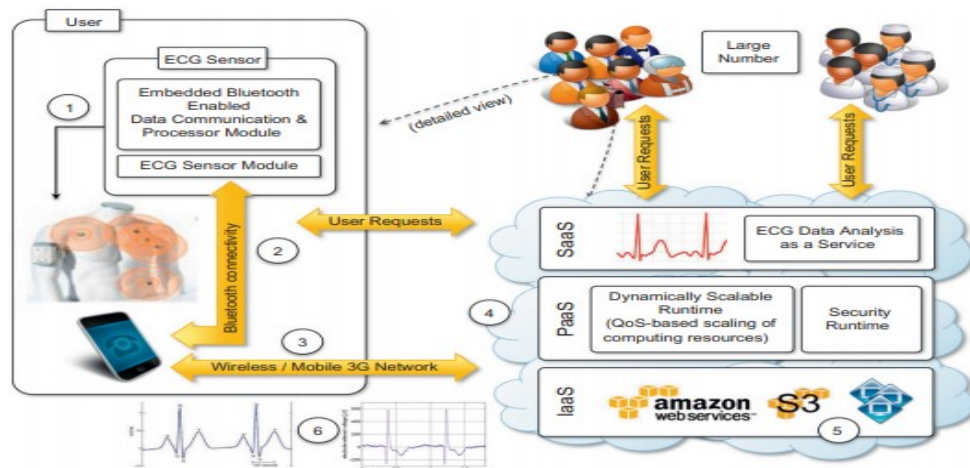 User
ECG Sensor
Embedded Bluetooth
Enabled
Data Communication &
Processor Module
ECG Sensor Module
1
(detailed view)
Large
Number
User Requests
User Requests
Bluetooth connectivity
2
User Requests
SaaS
ECG Data Analysis
as a Service
4
PaaS
Dynamically Scalable
Runtime
(QoS-based scaling of
computing resources)
Security
Runtime
3
Wireless / Mobile 3G Network
IaaS
amazon
webservices™
S3
5
6